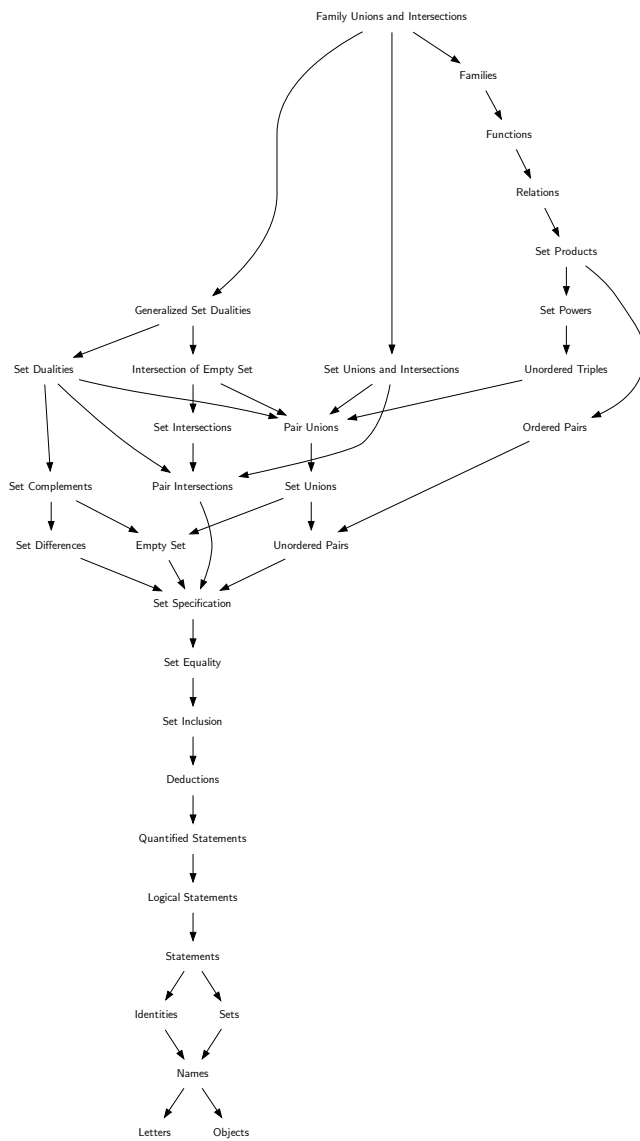 Family Unions and Intersections
Families
Functions
Relations
Set Products
Generalized Set Dualities
Set Powers
Set Dualities
Intersection of Empty Set
Set Unions and Intersections
Unordered Triples
Set Intersections
Pair Unions
Ordered Pairs
Set Complements
Pair Intersections
Set Unions
Set Differences
Empty Set
Unordered Pairs
Set Specification
Set Equality
Set Inclusion
Deductions
Quantified Statements
Logical Statements
Statements
Identities
Sets
Names
Letters
Objects